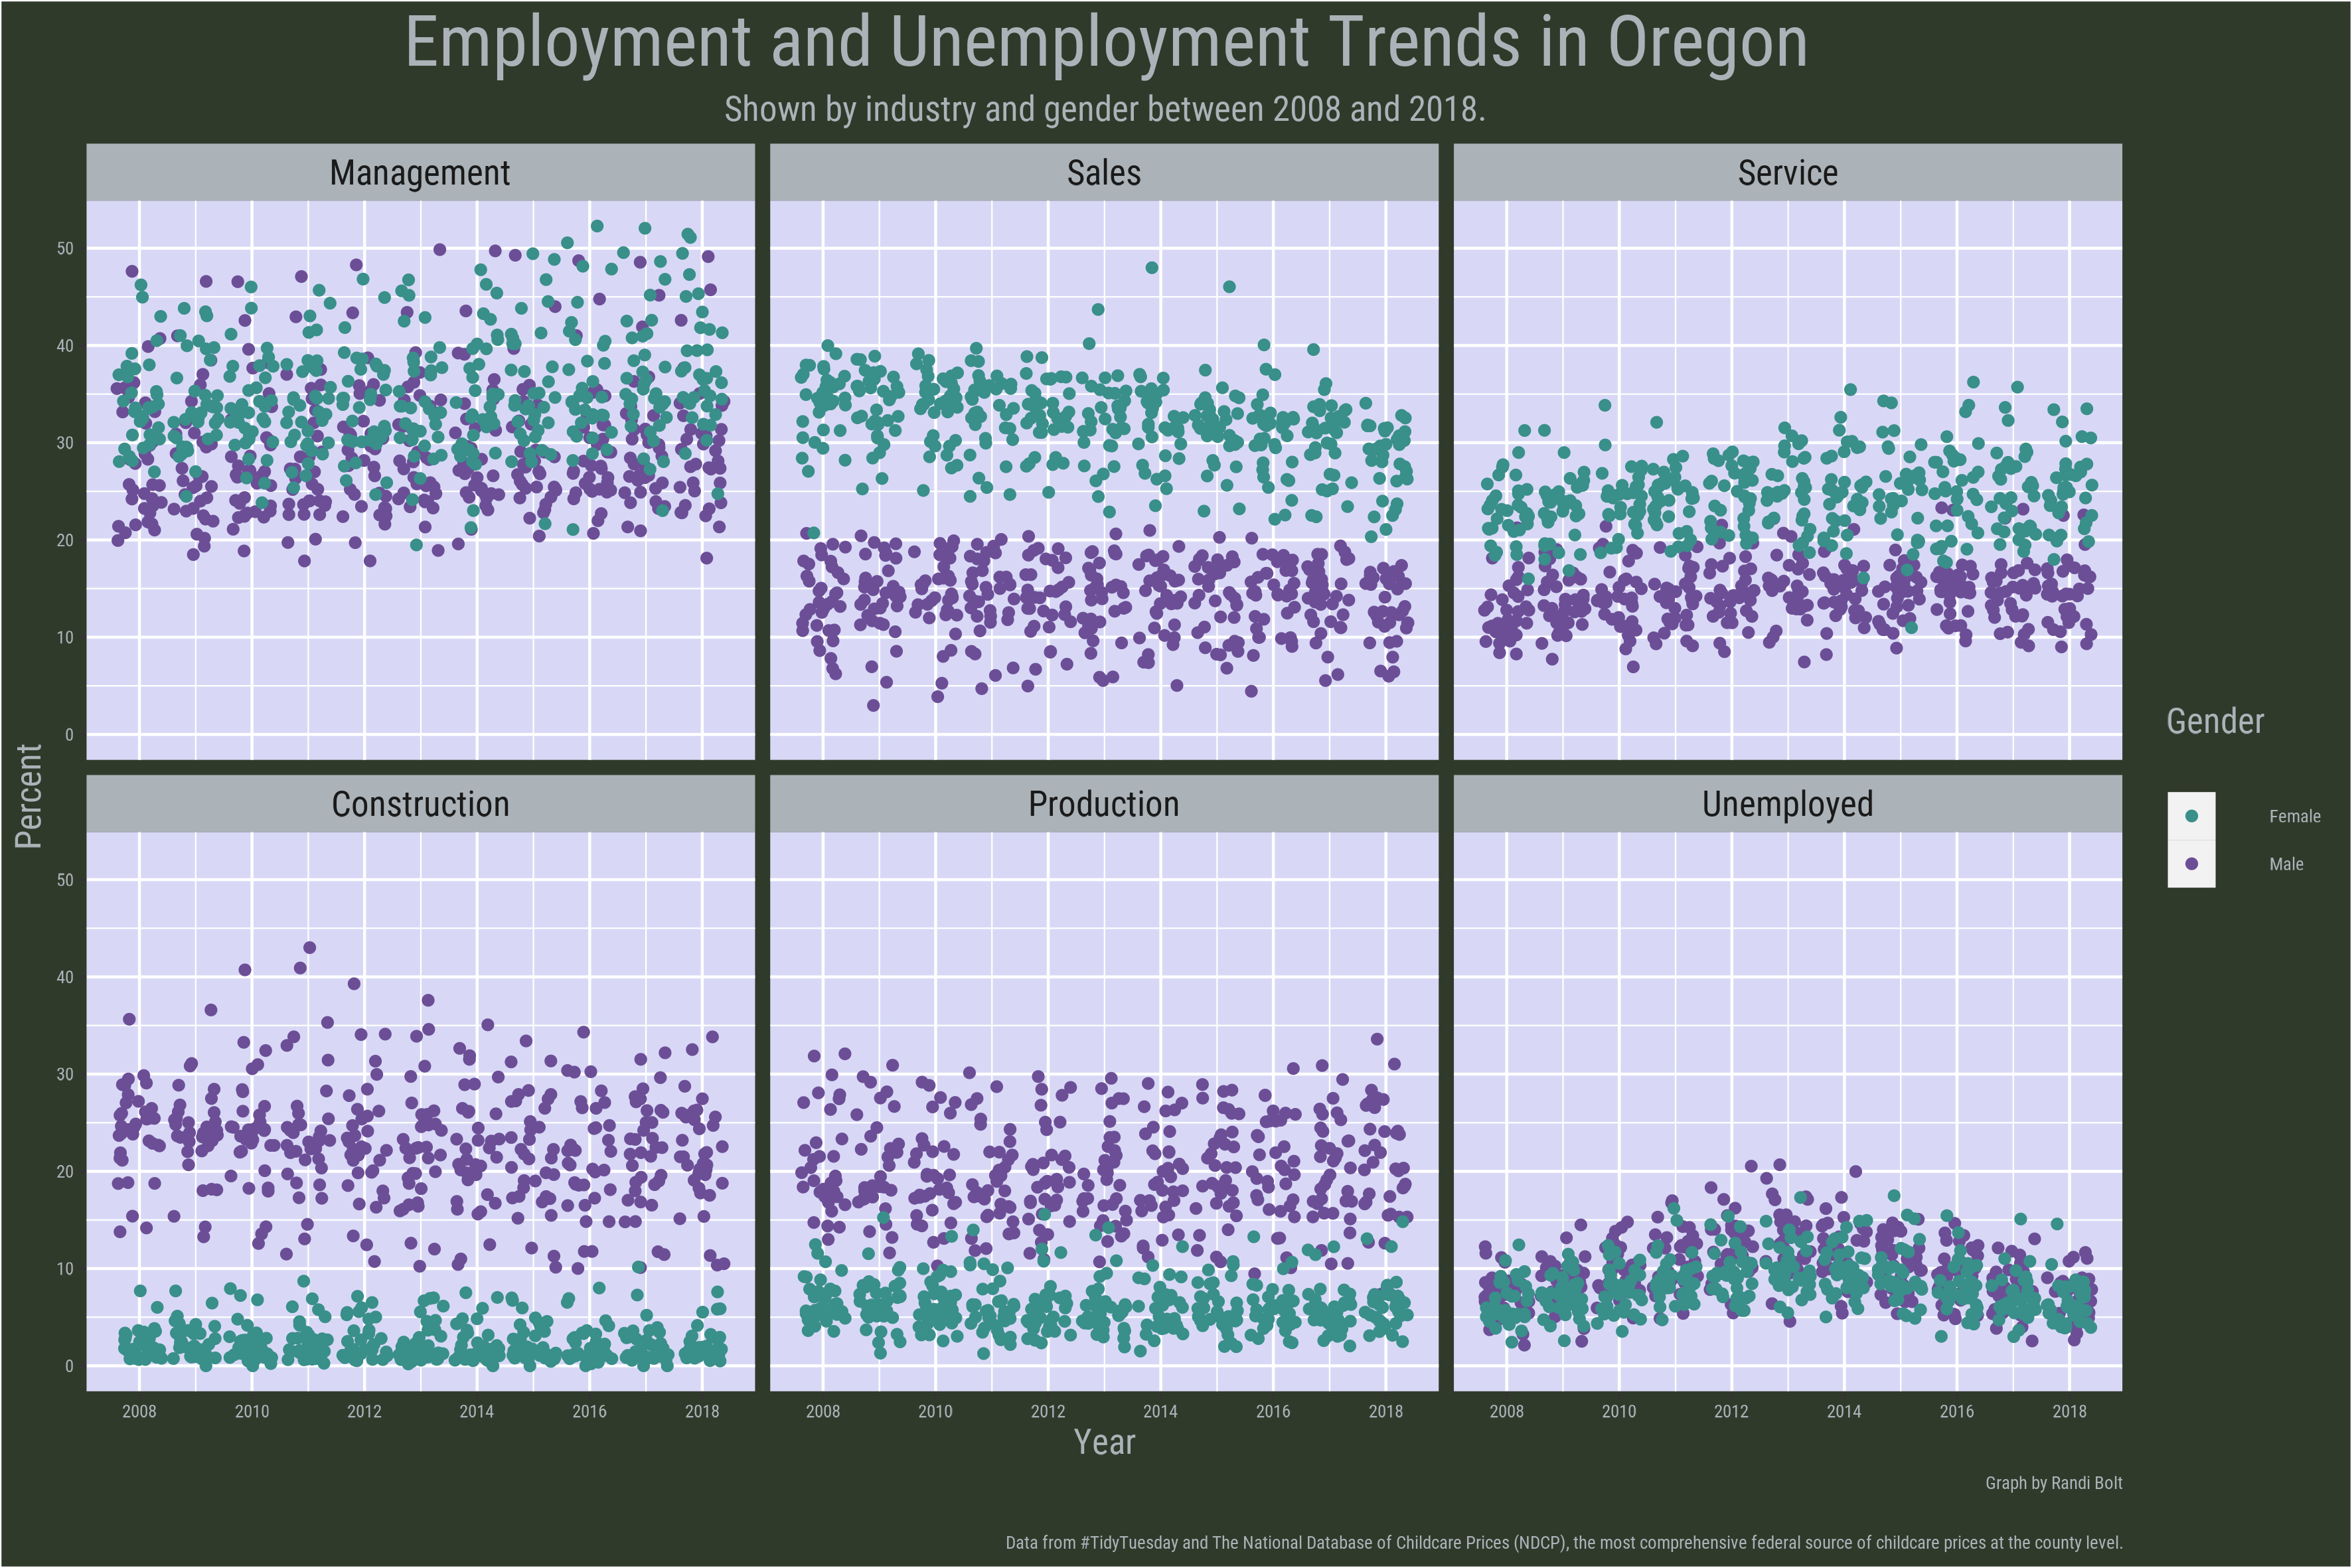 Employment and Unemployment Trends in Oregon
Shown by industry and gender between 2008 and 2018.
Management
Sales
Service
50
40
30
20
10
0
Percent
Construction
Production
Unemployed
50
40
30
20
10
0
2008 2010 2012 2014 2016 2018
2008 2010 2012 2014 2016 2018
2008 2010 2012 2014 2016 2018
Year
Gender
Female
Male
Graph by Randi Bolt
Data from #TidyTuesday and The National Database of Childcare Prices (NDCP), the most comprehensive federal source of childcare prices at the county level.